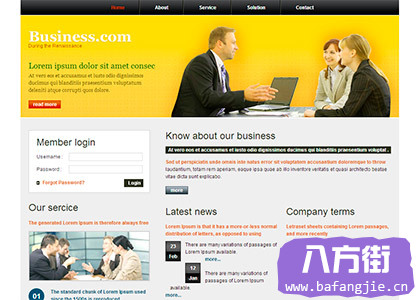 Home About Service Solution Contact
Business.com
During the Renaissance
Lorem ipsum dolor sit amet consec
At vero eos et accusamus et iusto odio dignissimos
ducimus qui blanditiis praesentium voluptatum
deleniti atque corrupti quos dolores.
read more
Member login
Username :
Password :
Forgot Password?
Login
Know about our business
At vero eos et accusamus et iusto odio dignissimos ducimus qui blanditiis praesentium voluptat .
Sed ut perspiciatis unde omnis iste natus error sit voluptatem accusantium doloremque
laudantium, totam rem aperiam, eaque ipsa quae ab illo inventore veritatis et quasi architecto beatae
vitae dicta sunt explicabo.
more
Our sercice
The generated Lorem Ipsum is therefore always free
01
The standard chunk of Lorem Ipsum used
since the 1500s is reproduced
Latest news
Lorem Ipsum is that it has a more-or-less normal
distribution of letters, as opposed to using
23
Feb
There are many variations of passages of
Lorem Ipsum available.
more...
12
Jan
There are many variations of
passages of Lorem Ipsum
available.
more...
Company terms
Letraset sheets containing Lorem Ipsum passages,
and more recently
八方街
www.bafangjie.cn